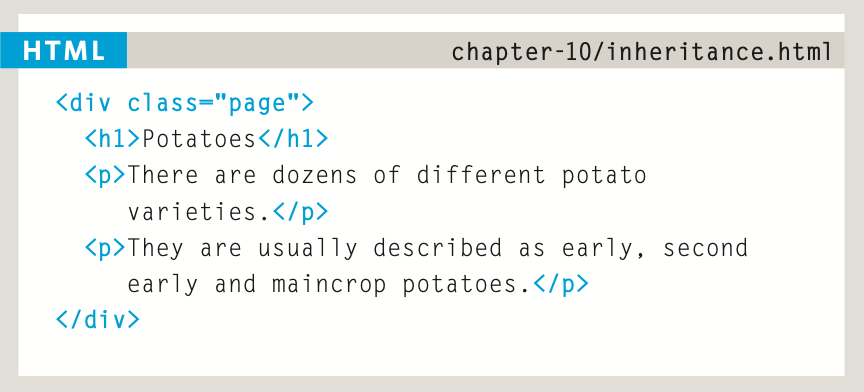 HTML
chapter-10/inheritance.html
<div class="page">
<h1>Potatoes</h1>
<p>There are dozens of different potato
varieties.</p>
<p>They are usually described as early, second
early and maincrop potatoes.</p>
</div>